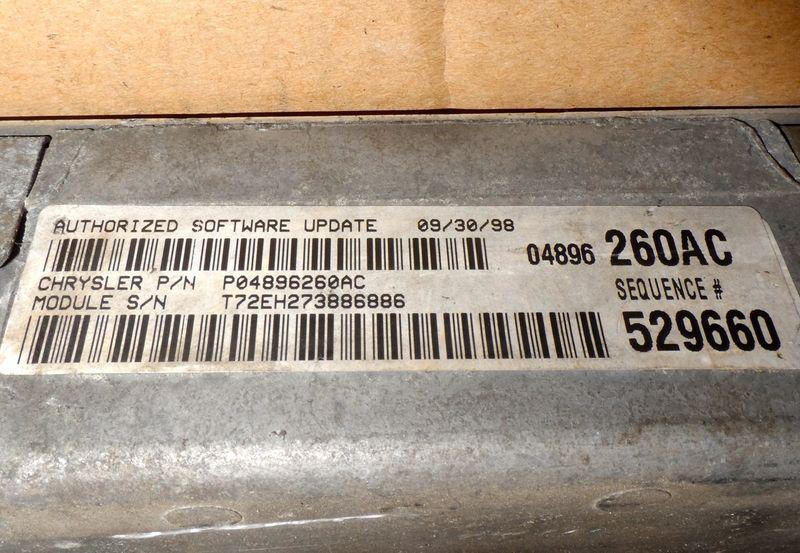 AUTHORIZED SOFTWARE UPDATE 09/30/98
04896 260AC
CHRYSLER P/N P04896260AC
MODULE S/N T72EH273886886
SEQUENCE #
529660